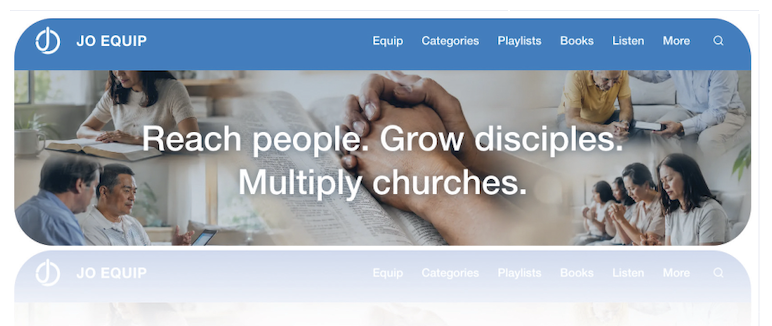 JO EQUIP Equip Categories Playlists Books Listen More
Reach people. Grow disciples.
Multiply churches.
JO EQUIP Equip Categories Playlists Books Listen More